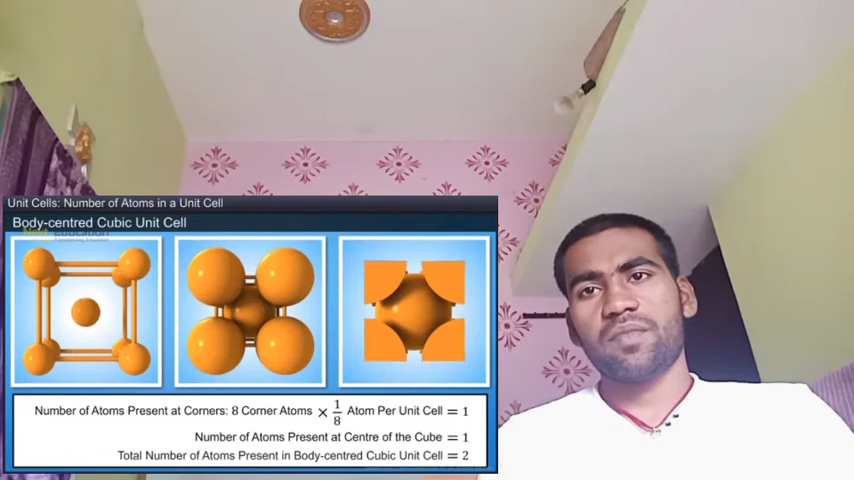 Unit Cells: Number of Atoms in a Unit Cell
Body-centred Cubic Unit Cell
Education
Number of Atoms Present at Corners: 8 Corner Atoms × 1/8 Atom Per Unit Cell = 1
Number of Atoms Present at Centre of the Cube = 1
Total Number of Atoms Present in Body-centred Cubic Unit Cell = 2